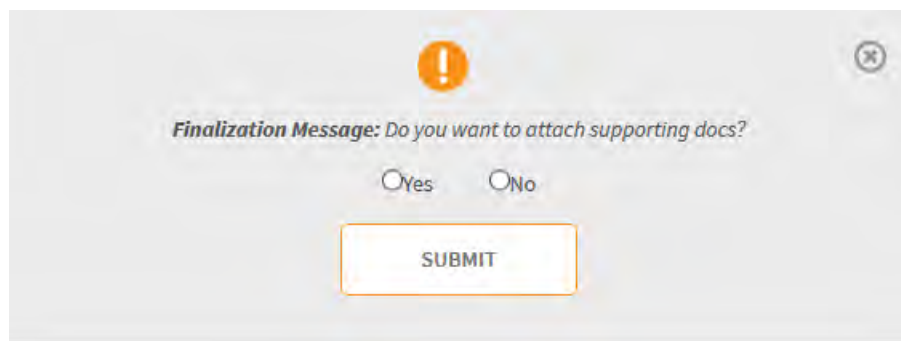 Finalization Message: Do you want to attach supporting docs?
Yes No
SUBMIT